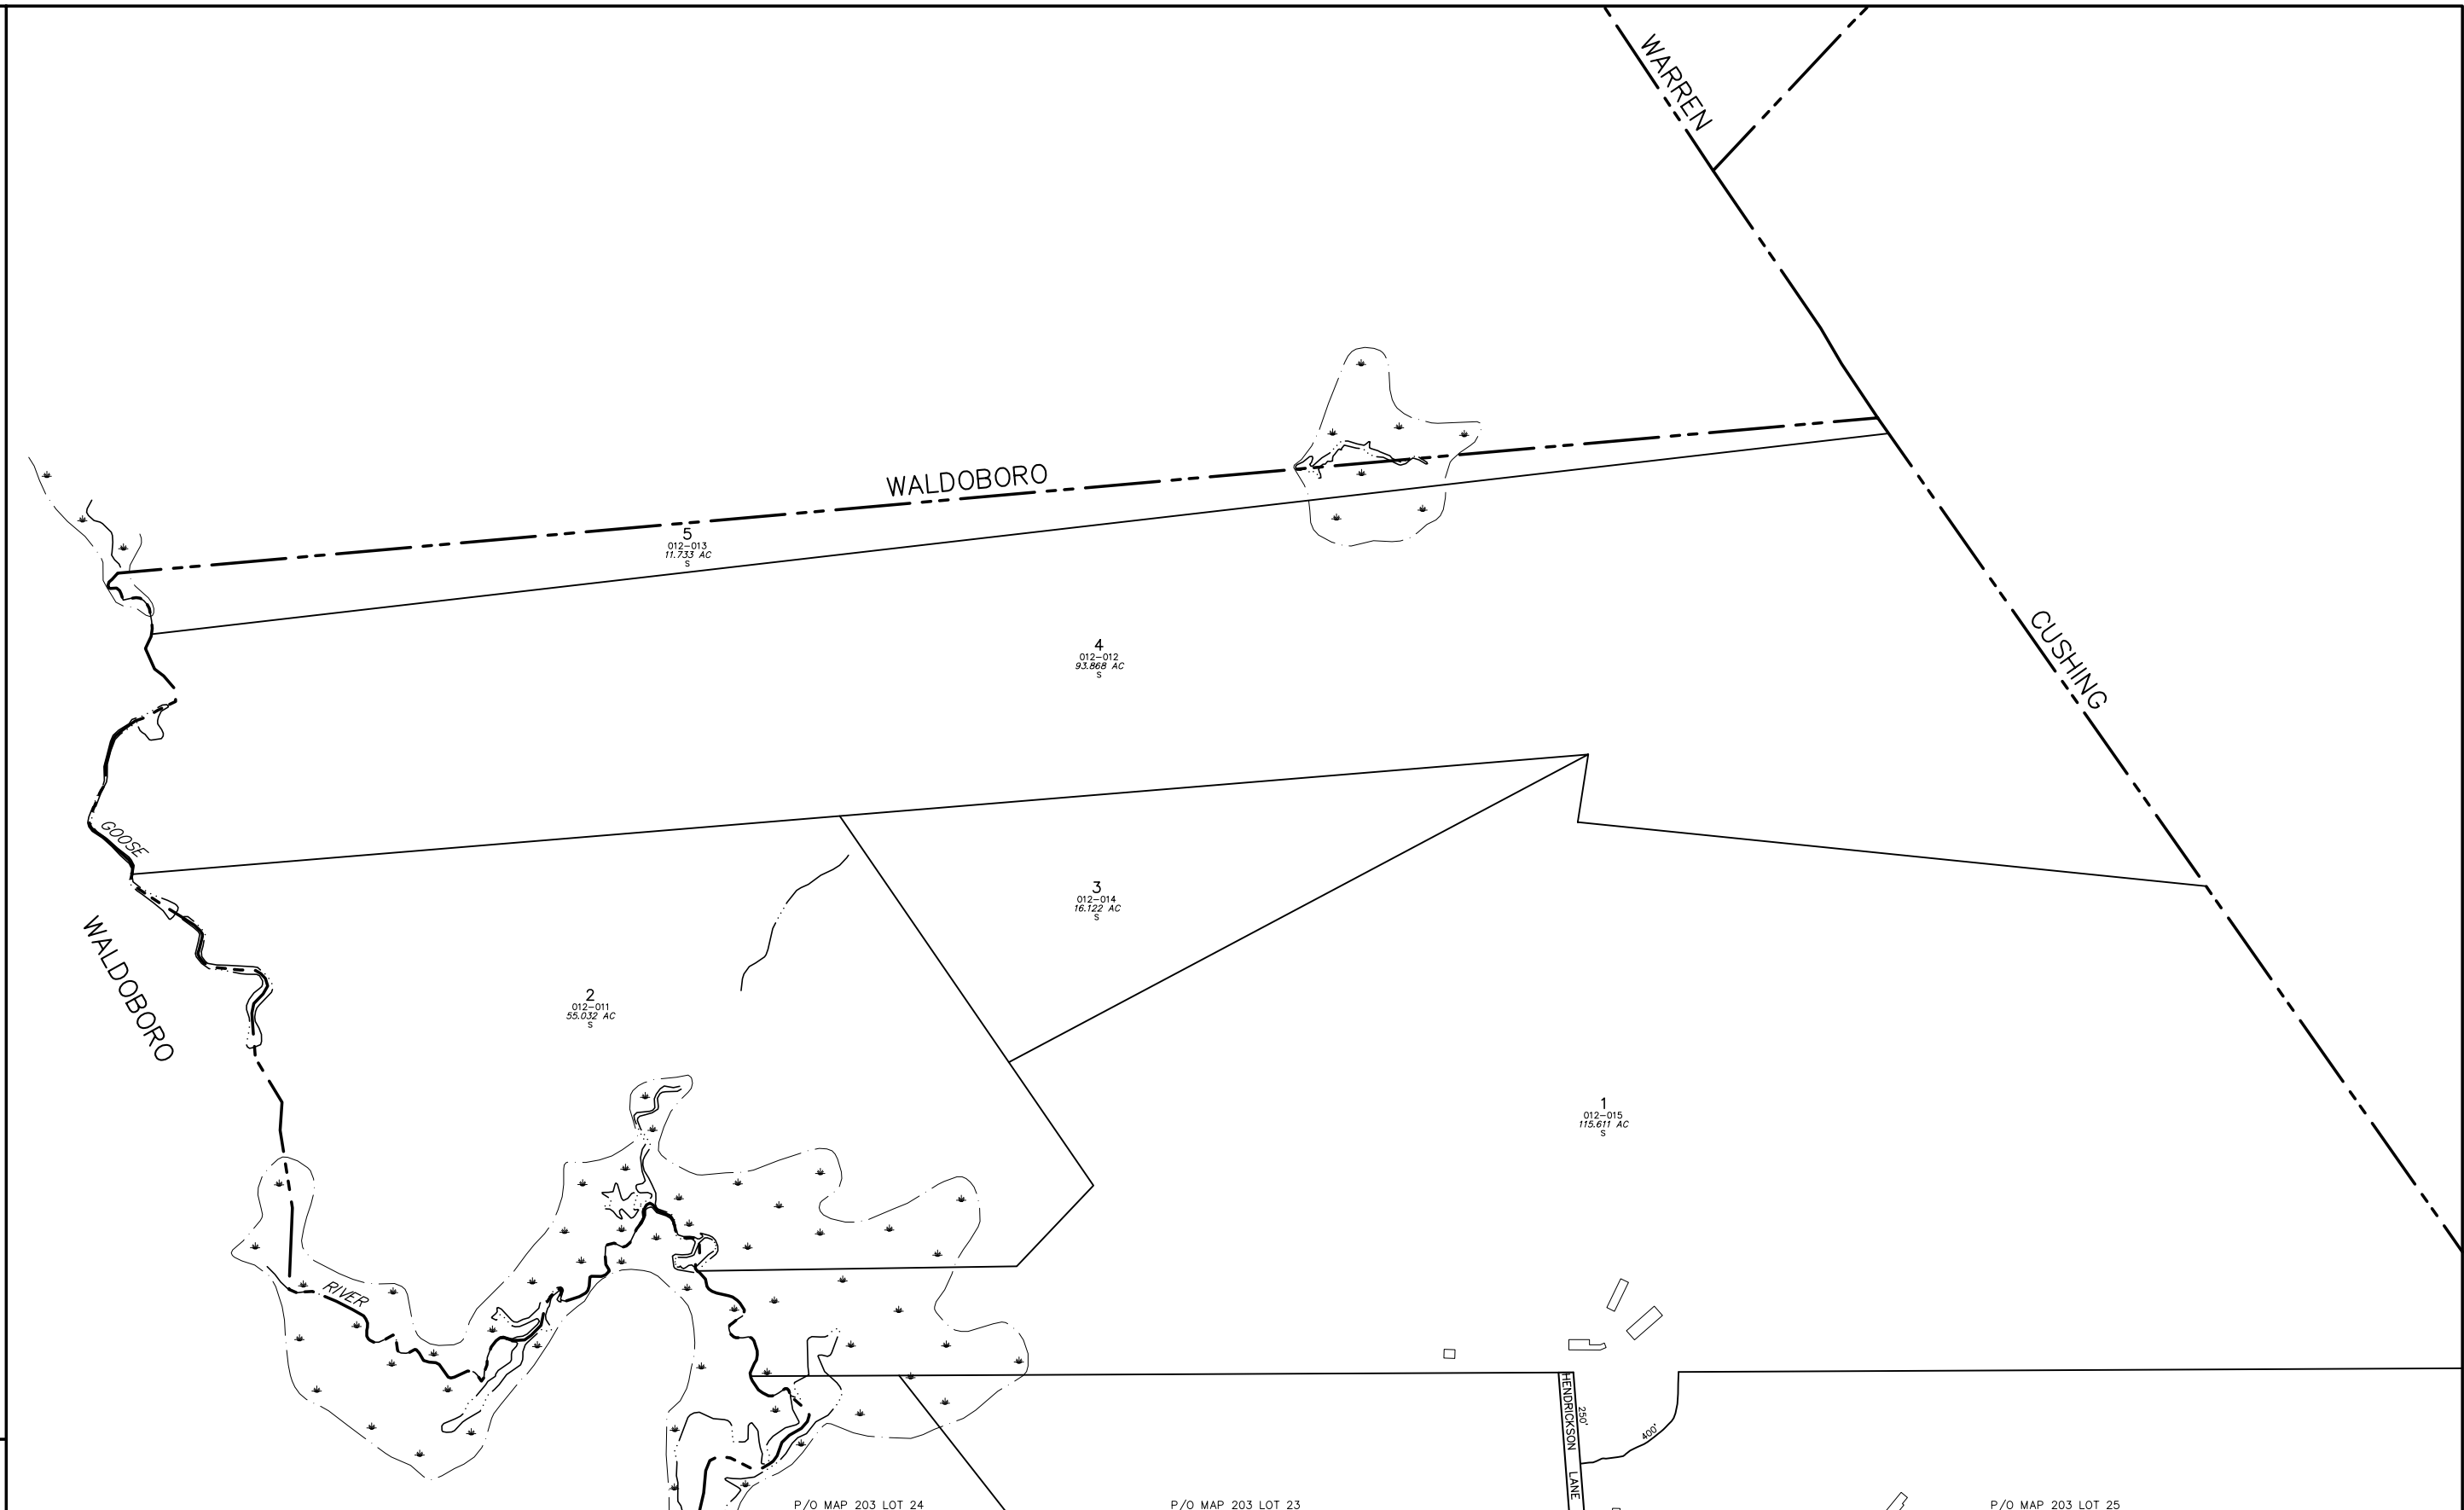 WARREN
WALDOBORO
5
012-013
11.733 AC
S
4
012-012
93.868 AC
S
CUSHING
GOOSE
3
012-014
16.122 AC
S
WALDOBORO
2
012-011
55.032 AC
S
1
012-015
115.611 AC
S
RIVER
HENDRICKSON LANE
250'
400'
P/O MAP 203 LOT 24
P/O MAP 203 LOT 23
P/O MAP 203 LOT 25